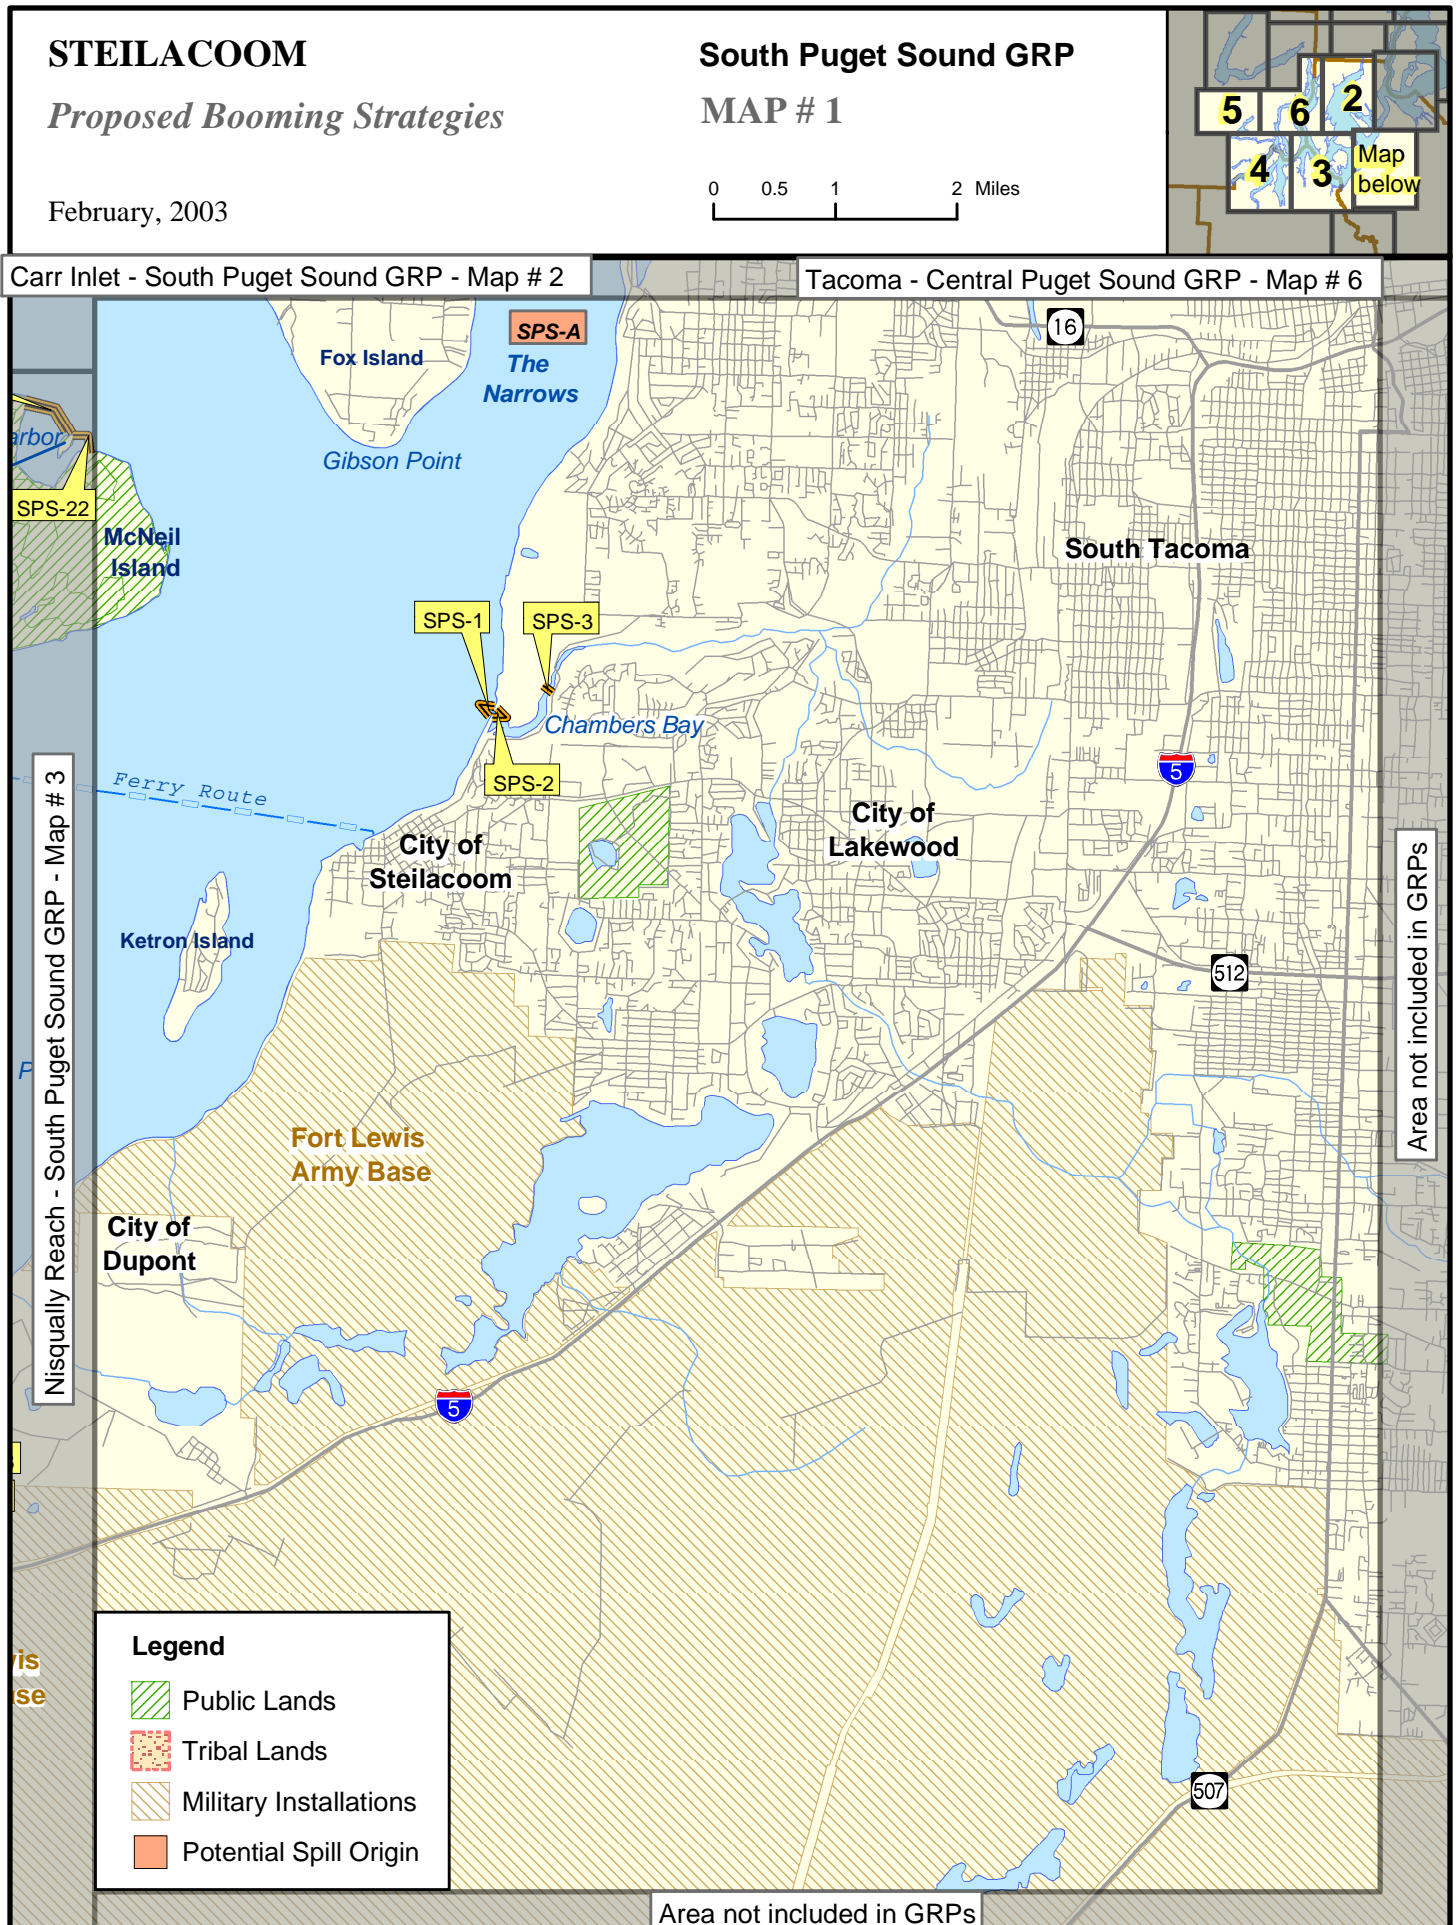 STEILACOOM
Proposed Booming Strategies
February, 2003
South Puget Sound GRP
MAP # 1
0 0.5 1 2 Miles
5
6
2
4
3
Map
below
Carr Inlet - South Puget Sound GRP - Map # 2
Tacoma - Central Puget Sound GRP - Map # 6
SPS-A
The
Narrows
16
Fox Island
Gibson Point
arbor
SPS-22
McNeil
Island
South Tacoma
SPS-1
SPS-3
Chambers Bay
SPS-2
Ferry Route
5
City of
Steilacoom
City of
Lakewood
Ketron Island
512
Nisqually Reach - South Puget Sound GRP - Map # 3
Area not included in GRPs
P
Fort Lewis
Army Base
City of
Dupont
5
vis
ase
507
Legend
Public Lands
Tribal Lands
Military Installations
Potential Spill Origin
Area not included in GRPs